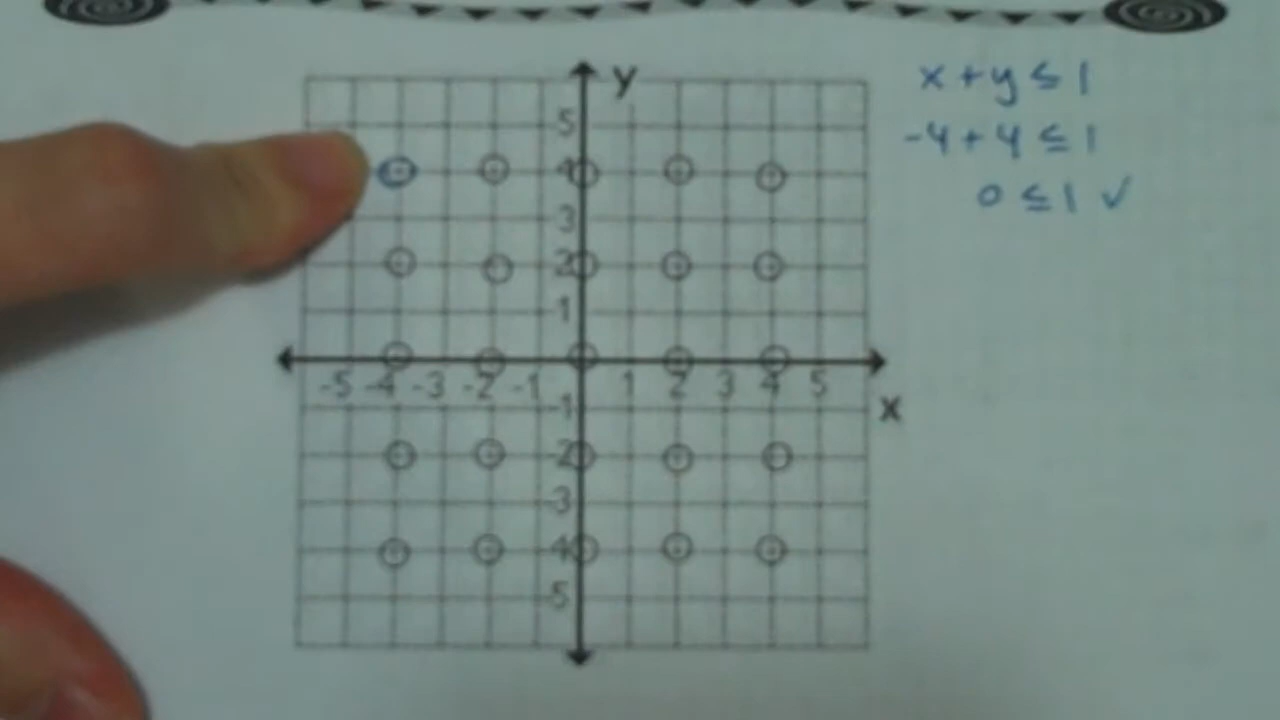 y
x + y ≤ 1
5
-4 + 4 ≤ 1
4
0 ≤ 1 ✓
3
2
1
-5 -4 -3 -2 -1 1 2 3 4 5
x
-1
-2
-3
-4
-5